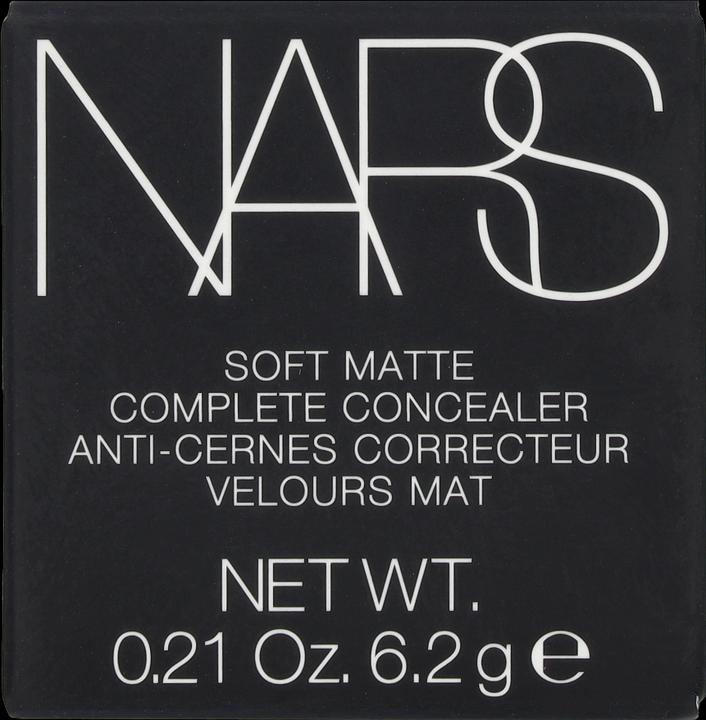 NARS
SOFT MATTE
COMPLETE CONCEALER
ANTI-CERNES CORRECTEUR
VELOURS MAT
NET WT.
0.21 Oz. 6.2 g ℮